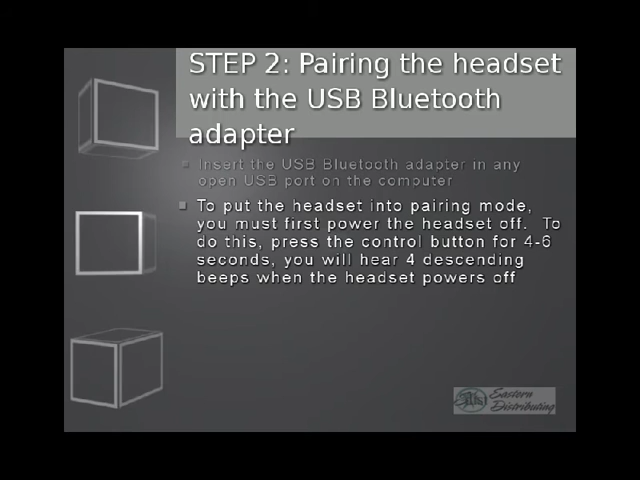 STEP 2: Pairing the headset
with the USB Bluetooth
adapter
Insert the USB Bluetooth adapter in any
open USB port on the computer
To put the headset into pairing mode,
you must first power the headset off. To
do this, press the control button for 4-6
seconds, you will hear 4 descending
beeps when the headset powers off
Eastern
Distributing